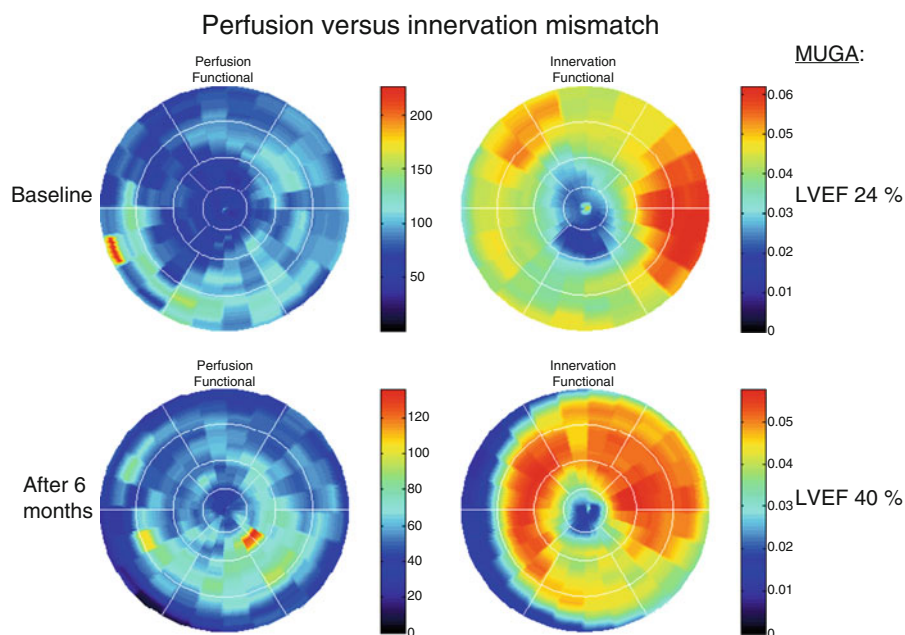 Perfusion versus innervation mismatch
MUGA:
Perfusion
Functional
Innervation
Functional
Baseline
200
150
100
50
0.06
0.05
0.04
0.03
0.02
0.01
0
LVEF 24 %
Perfusion
Functional
Innervation
Functional
After 6
months
120
100
80
60
40
20
0
0.05
0.04
0.03
0.02
0.01
0
LVEF 40 %